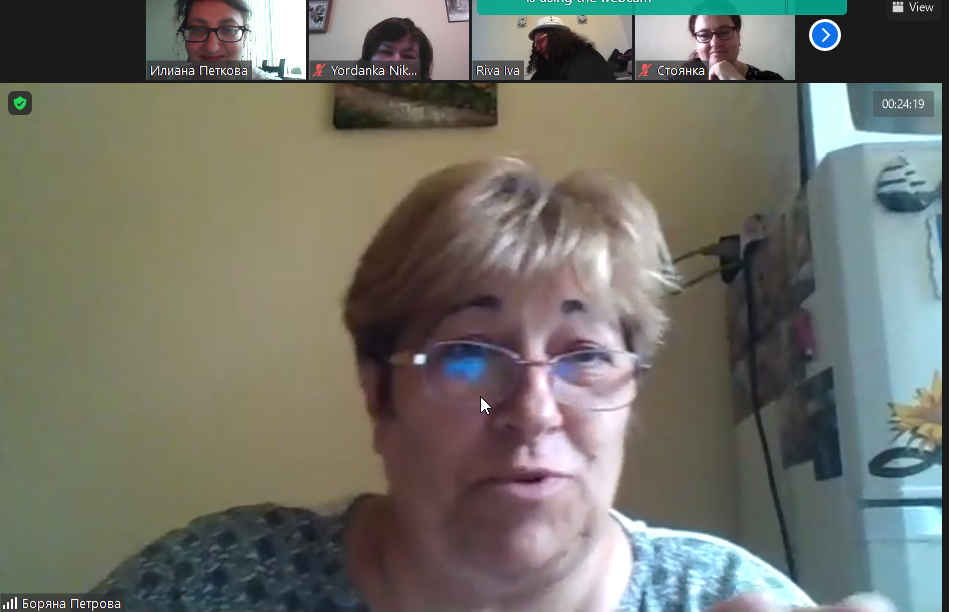 is using the webcam
View
Илиана Петкова
Yordanka Nik...
Riva Iva
Стоянка
00:24:19
Боряна Петрова